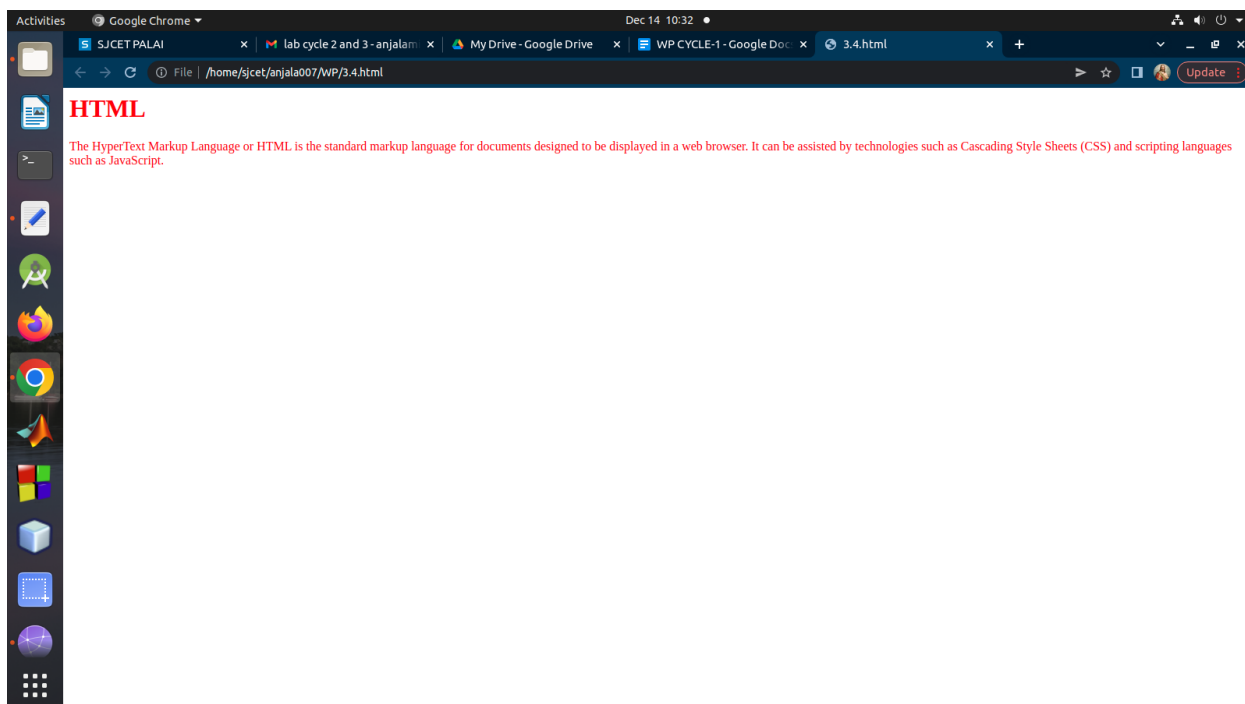 Activities Google Chrome Dec 14 10:32
SJCET PALAI lab cycle 2 and 3 - anjalam My Drive - Google Drive WP CYCLE-1 - Google Doc 3.4.html
File | /home/sjcet/anjala007/WP/3.4.html Update
HTML
The HyperText Markup Language or HTML is the standard markup language for documents designed to be displayed in a web browser. It can be assisted by technologies such as Cascading Style Sheets (CSS) and scripting languages
such as JavaScript.